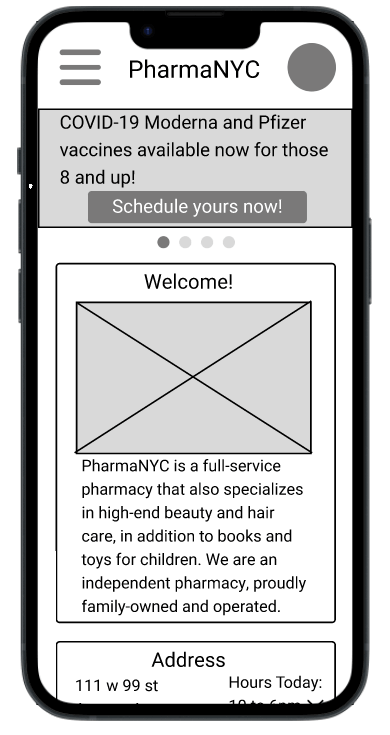 PharmaNYC
COVID-19 Moderna and Pfizer
vaccines available now for those
8 and up!
Schedule yours now!
Welcome!
PharmaNYC is a full-service
pharmacy that also specializes
in high-end beauty and hair
care, in addition to books and
toys for children. We are an
independent pharmacy, proudly
family-owned and operated.
Address
111 w 99 st
Hours Today: